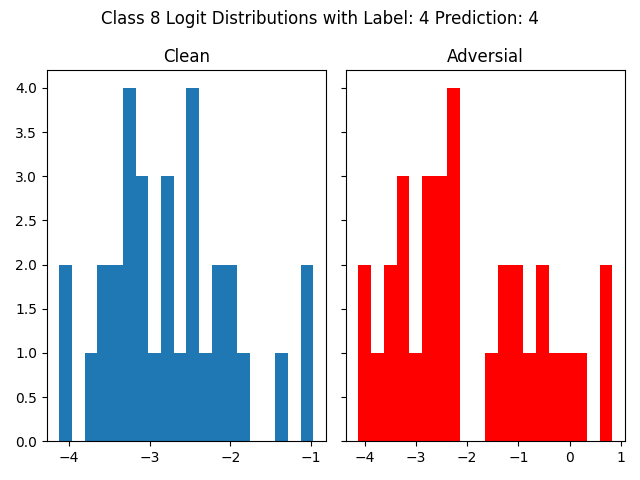 Class 8 Logit Distributions with Label: 4 Prediction: 4
Clean
Adversial
4.0
3.5
3.0
2.5
2.0
1.5
1.0
0.5
0.0
−4 −3 −2 −1
−4 −3 −2 −1 0 1